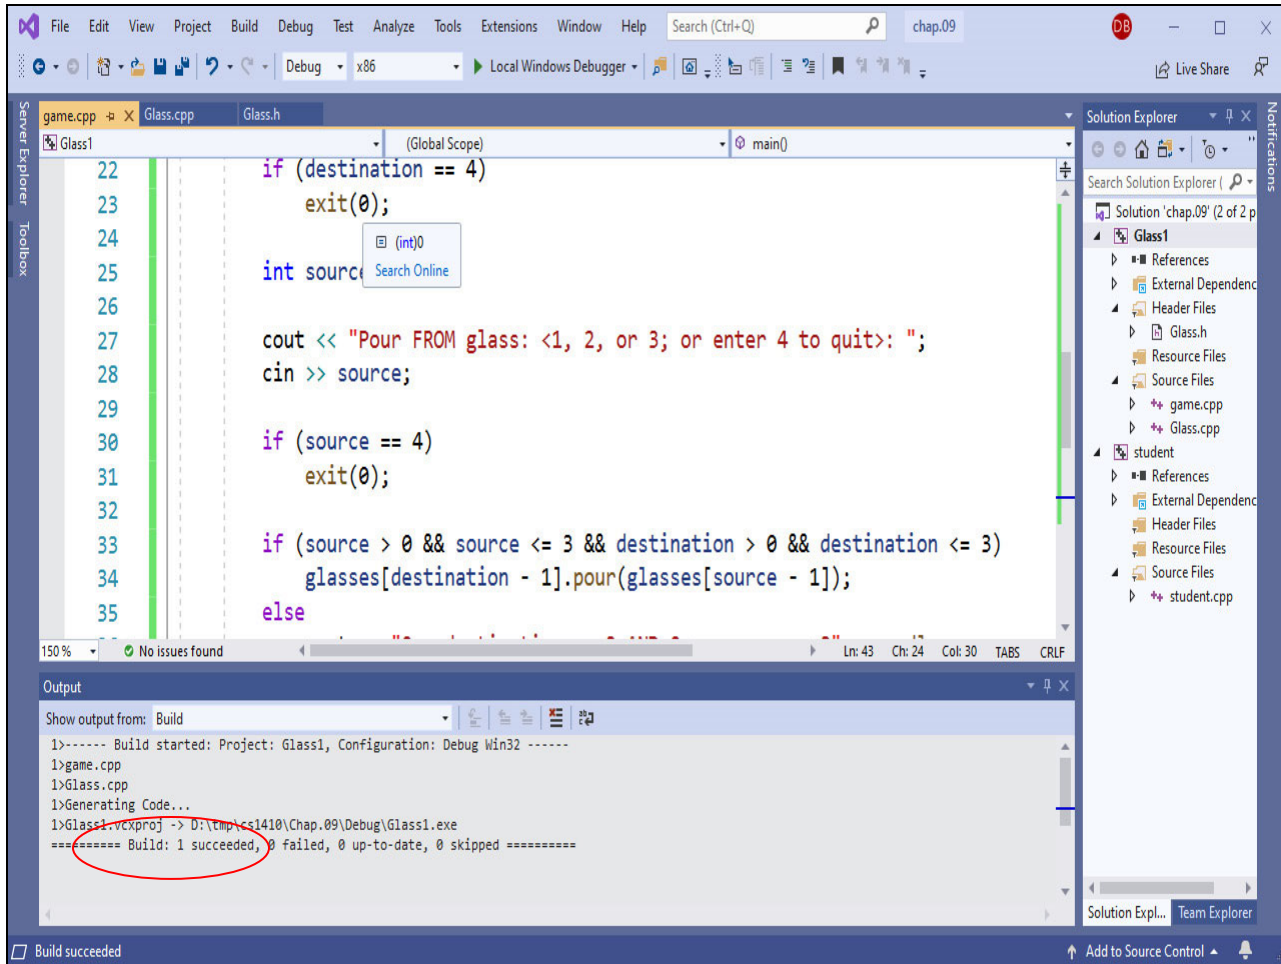 File Edit View Project Build Debug Test Analyze Tools Extensions Window Help Search (Ctrl+Q) chap.09 DB
Debug x86 Local Windows Debugger Live Share
Server Explorer
Toolbox
game.cpp Glass.cpp Glass.h
Glass1 (Global Scope) main()
22 if (destination == 4)
23 exit(0);
24 (int)0
25 int source Search Online
26
27 cout << "Pour FROM glass: <1, 2, or 3; or enter 4 to quit>: ";
28 cin >> source;
29
30 if (source == 4)
31 exit(0);
32
33 if (source > 0 && source <= 3 && destination > 0 && destination <= 3)
34 glasses[destination - 1].pour(glasses[source - 1]);
35 else
150 % No issues found Ln: 43 Ch: 24 Col: 30 TABS CRLF
Output
Show output from: Build
1>------ Build started: Project: Glass1, Configuration: Debug Win32 ------
1>game.cpp
1>Glass.cpp
1>Generating Code...
1>Glass1.vcxproj -> D:\tmp\cs1410\Chap.09\Debug\Glass1.exe
========== Build: 1 succeeded, 0 failed, 0 up-to-date, 0 skipped ==========
Solution Explorer
Search Solution Explorer (
Solution 'chap.09' (2 of 2 p
Glass1
References
External Dependenc
Header Files
Glass.h
Resource Files
Source Files
game.cpp
Glass.cpp
student
References
External Dependenc
Header Files
Resource Files
Source Files
student.cpp
Solution Expl... Team Explorer
Notifications
Build succeeded Add to Source Control